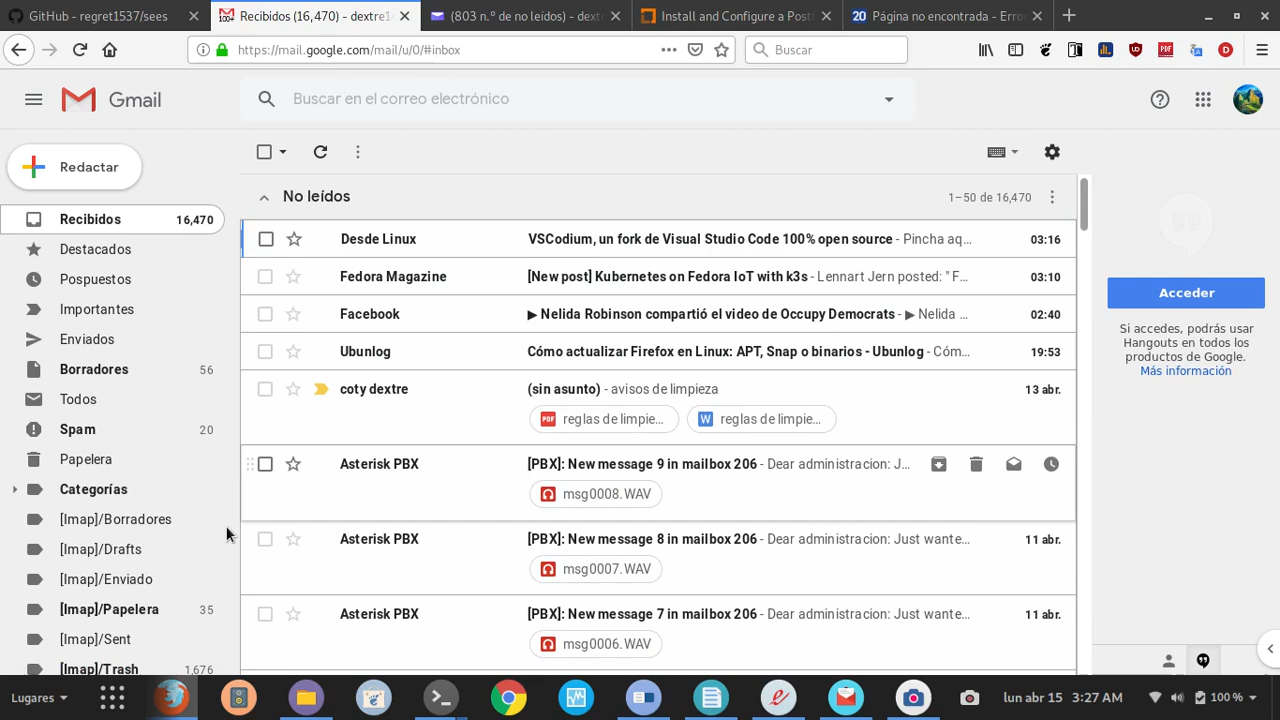 GitHub - regret1537/sees
Recibidos (16,470) - dextre1
(803 n.º de no leídos) - dext
Install and Configure a Post
Página no encontrada - Erro
https://mail.google.com/mail/u/0/#inbox
Buscar
Gmail
Buscar en el correo electrónico
Redactar
No leídos
1–50 de 16,470
Recibidos 16,470
Destacados
Pospuestos
Importantes
Enviados
Borradores 56
Todos
Spam 20
Papelera
Categorías
[Imap]/Borradores
[Imap]/Drafts
[Imap]/Enviado
[Imap]/Papelera 35
[Imap]/Sent
[Imap]/Trash 1,676
Desde Linux VSCodium, un fork de Visual Studio Code 100% open source - Pincha aq… 03:16
Fedora Magazine [New post] Kubernetes on Fedora IoT with k3s - Lennart Jern posted: " F… 03:10
Facebook ▶ Nelida Robinson compartió el video de Occupy Democrats - ▶ Nelida … 02:40
Ubunlog Cómo actualizar Firefox en Linux: APT, Snap o binarios - Ubunlog - Cóm… 19:53
coty dextre (sin asunto) - avisos de limpieza 13 abr.
PDF reglas de limpie… W reglas de limpie…
Asterisk PBX [PBX]: New message 9 in mailbox 206 - Dear administracion: J…
msg0008.WAV
Asterisk PBX [PBX]: New message 8 in mailbox 206 - Dear administracion: Just wante… 11 abr.
msg0007.WAV
Asterisk PBX [PBX]: New message 7 in mailbox 206 - Dear administracion: Just wante… 11 abr.
msg0006.WAV
Acceder
Si accedes, podrás usar
Hangouts en todos los
productos de Google.
Más información
Lugares
lun abr 15 3:27 AM
100 %